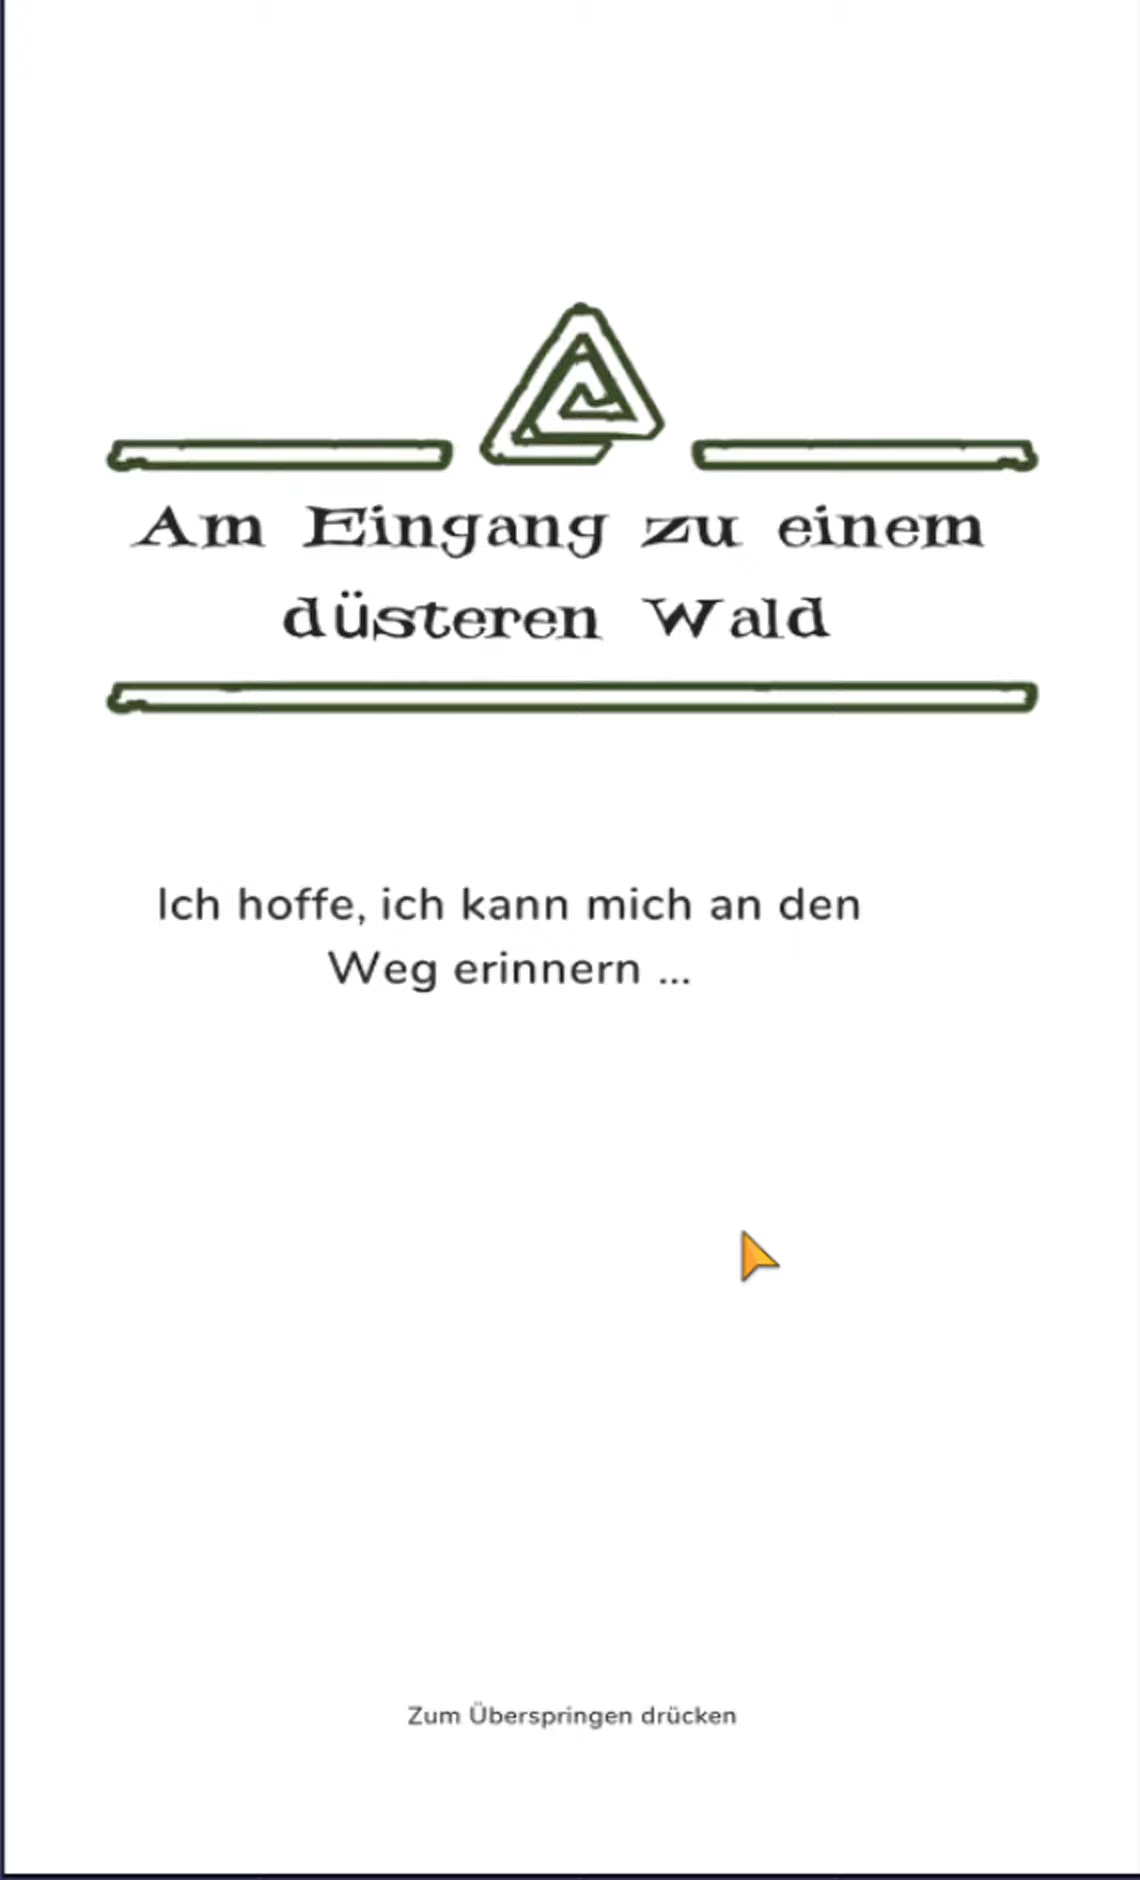 Am Eingang zu einem
düsteren Wald
Ich hoffe, ich kann mich an den
Weg erinnern ...
Zum Überspringen drücken